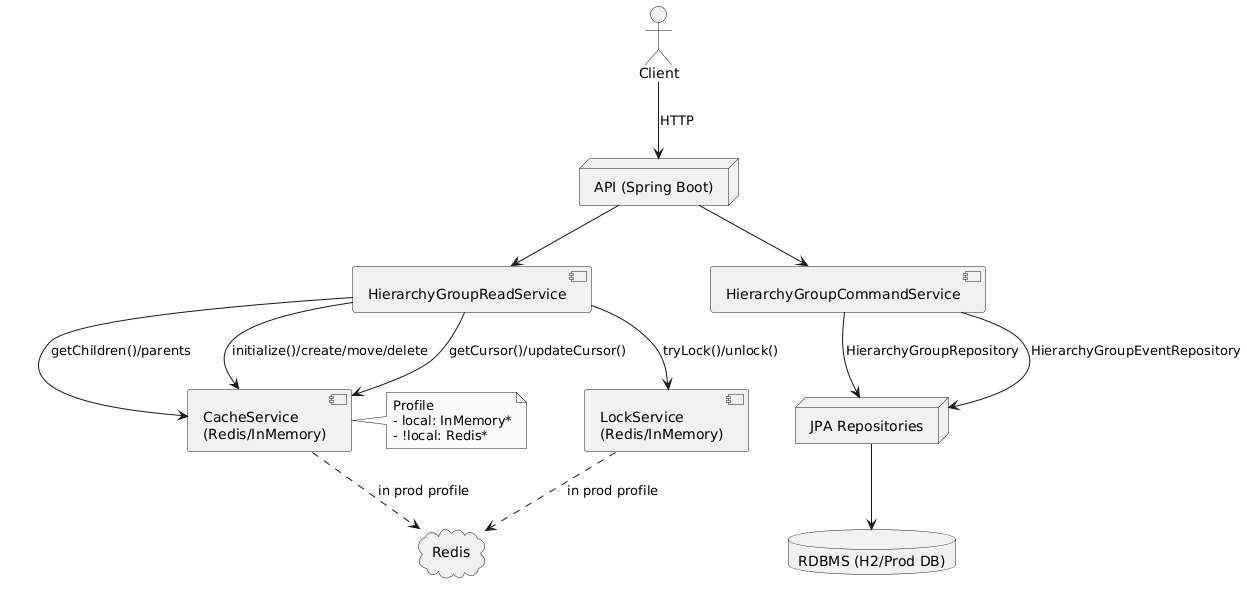 Client
HTTP
API (Spring Boot)
HierarchyGroupReadService
HierarchyGroupCommandService
getChildren()/parents
initialize()/create/move/delete
getCursor()/updateCursor()
tryLock()/unlock()
HierarchyGroupRepository
HierarchyGroupEventRepository
CacheService
(Redis/InMemory)
Profile
- local: InMemory*
- !local: Redis*
LockService
(Redis/InMemory)
JPA Repositories
in prod profile
in prod profile
Redis
RDBMS (H2/Prod DB)